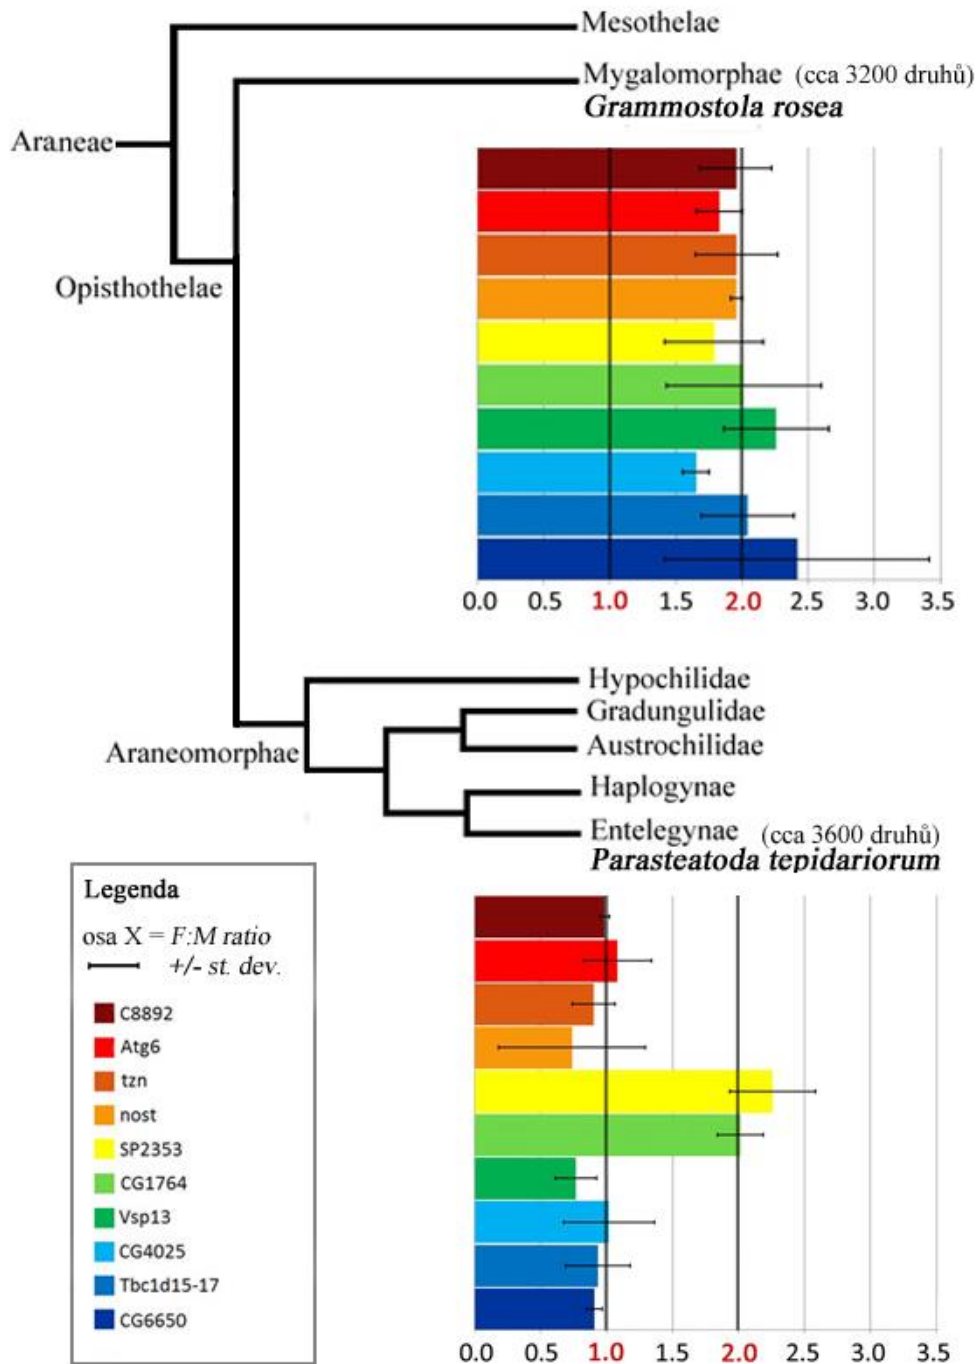 Mesothelae
Mygalomorphae (cca 3200 druhů)
Grammostola rosea
Araneae
Opisthothelae
0.0 0.5 1.0 1.5 2.0 2.5 3.0 3.5
Hypochilidae
Gradungulidae
Araneomorphae
Austrochilidae
Haplogynae
Entelegynae (cca 3600 druhů)
Parasteatoda tepidariorum
Legenda
osa X = F:M ratio
+/- st. dev.
C8892
Atg6
tzn
nost
SP2353
CG1764
Vsp13
CG4025
Tbc1d15-17
CG6650
0.0 0.5 1.0 1.5 2.0 2.5 3.0 3.5